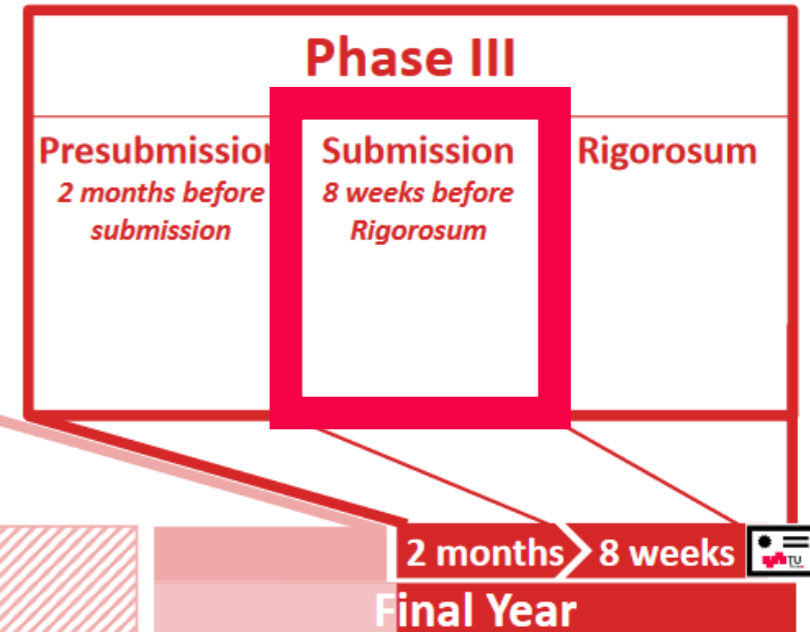 Phase III
Presubmission
2 months before
submission
Submission
8 weeks before
Rigorosum
Rigorosum
2 months
8 weeks
TU
Final Year